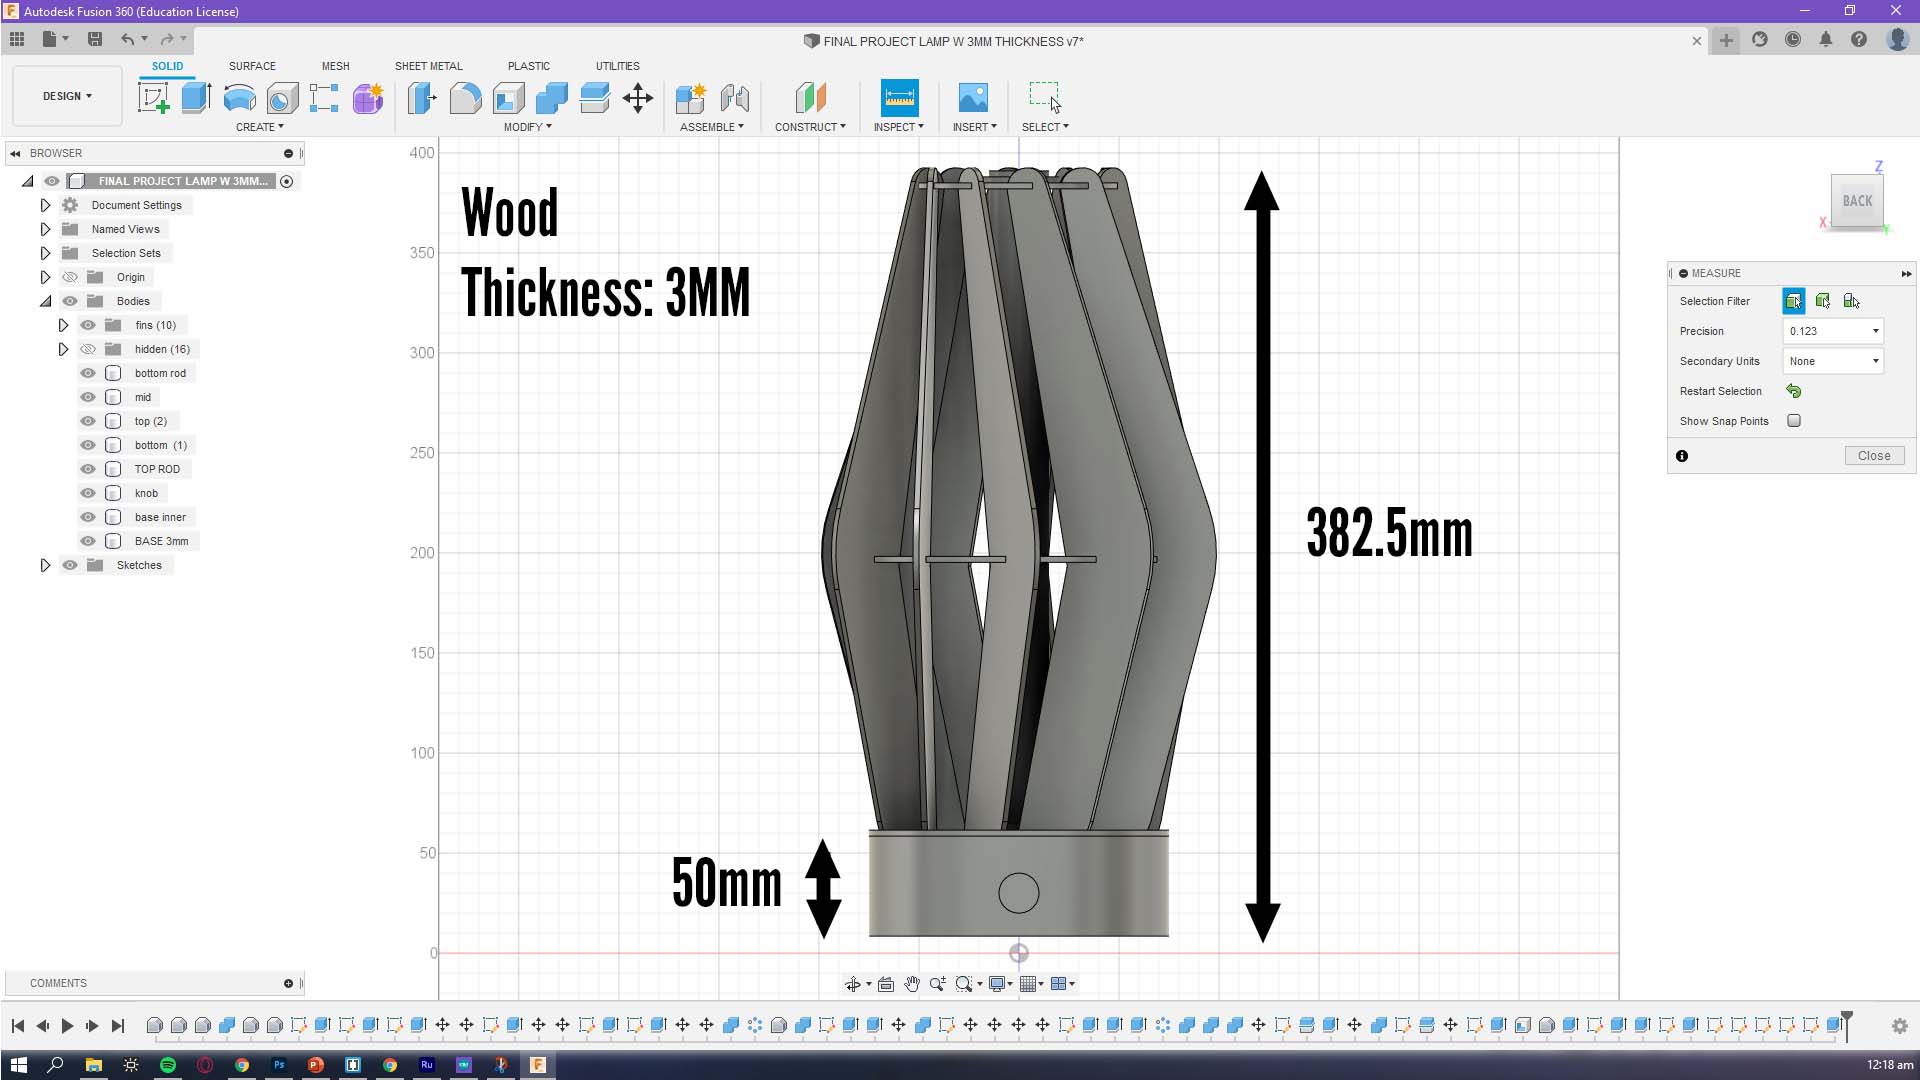 Autodesk Fusion 360 (Education License)
FINAL PROJECT LAMP W 3MM THICKNESS v7*
SOLID SURFACE MESH SHEET METAL PLASTIC UTILITIES
DESIGN
CREATE MODIFY ASSEMBLE CONSTRUCT INSPECT INSERT SELECT
BROWSER
FINAL PROJECT LAMP W 3MM...
Document Settings
Named Views
Selection Sets
Origin
Bodies
fins (10)
hidden (16)
bottom rod
mid
top (2)
bottom (1)
TOP ROD
knob
base inner
BASE 3mm
Sketches
400
350
300
250
200
150
100
50
0
Wood
Thickness: 3MM
382.5mm
50mm
Z
BACK
X
Y
MEASURE
Selection Filter
Precision 0.123
Secondary Units None
Restart Selection
Show Snap Points
Close
COMMENTS
Ps
Ru
12:18 am